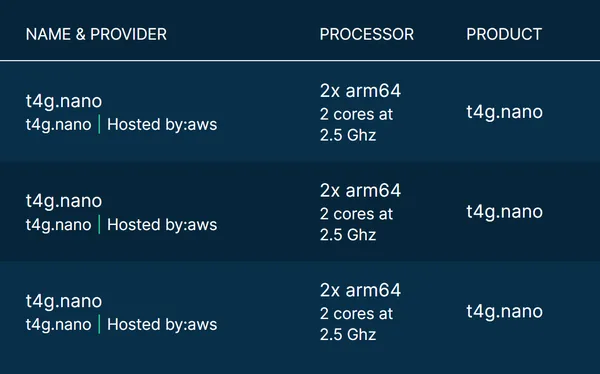 NAME & PROVIDER PROCESSOR PRODUCT
t4g.nano
t4g.nano | Hosted by:aws
2x arm64
2 cores at
2.5 Ghz
t4g.nano
t4g.nano
t4g.nano | Hosted by:aws
2x arm64
2 cores at
2.5 Ghz
t4g.nano
t4g.nano
t4g.nano | Hosted by:aws
2x arm64
2 cores at
2.5 Ghz
t4g.nano